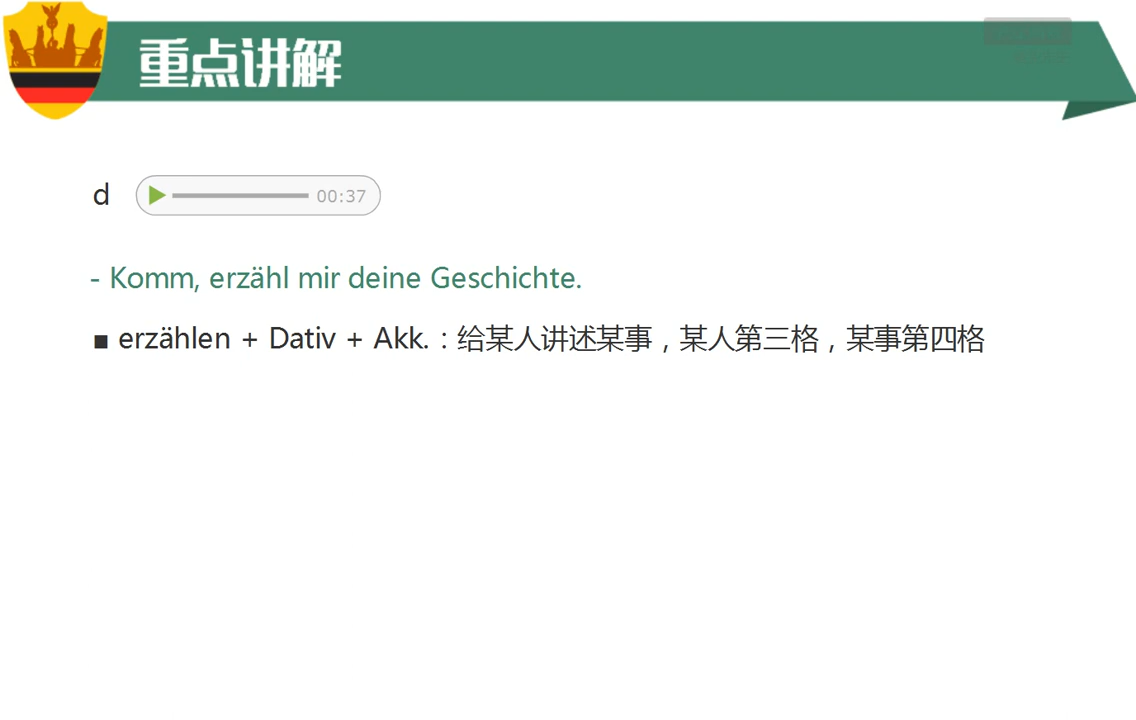 重点讲解
d 00:37
- Komm, erzähl mir deine Geschichte.
■ erzählen + Dativ + Akk.：给某人讲述某事，某人第三格，某事第四格